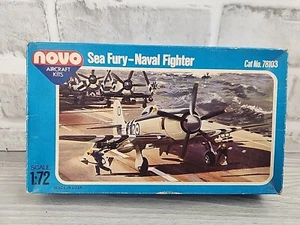 novo
AIRCRAFT
KITS
Sea Fury-Naval Fighter
Cat No. 78103
SCALE
1:72